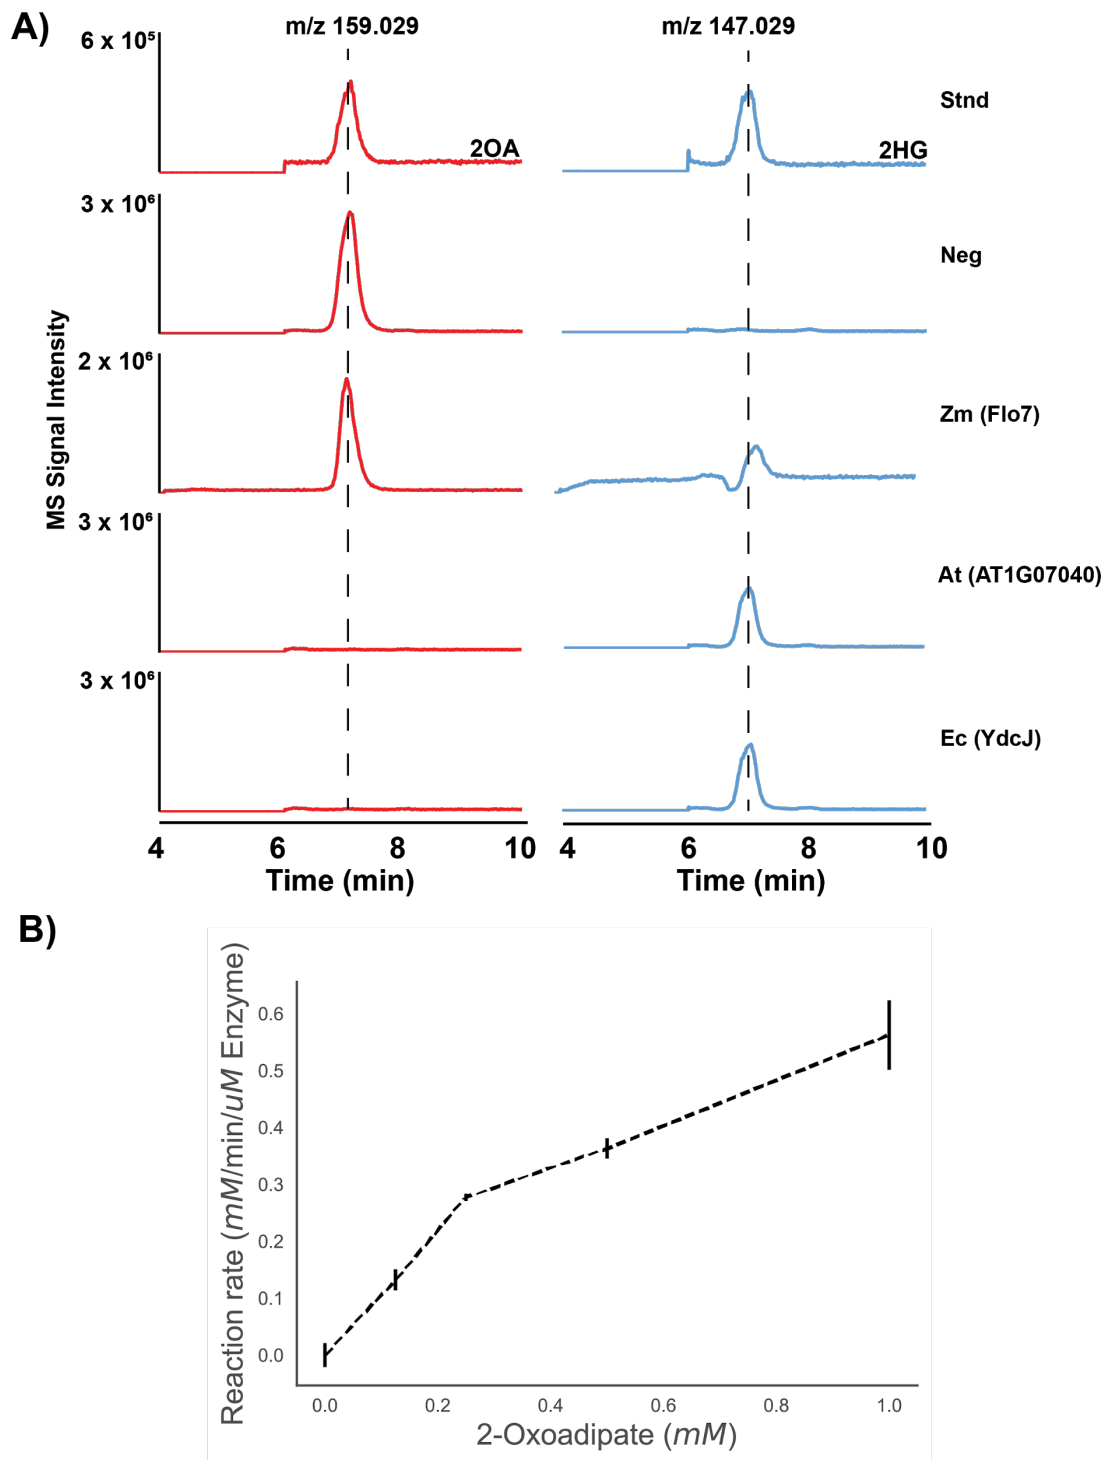 A)
m/z 159.029 m/z 147.029
6 x 10⁵
Stnd
2OA 2HG
3 x 10⁶
Neg
MS Signal Intensity
2 x 10⁶
Zm (Flo7)
3 x 10⁶
At (AT1G07040)
3 x 10⁶
Ec (YdcJ)
4 6 8 10 4 6 8 10
Time (min) Time (min)
B)
Reaction rate (mM/min/uM Enzyme)
0.6
0.5
0.4
0.3
0.2
0.1
0.0
0.0 0.2 0.4 0.6 0.8 1.0
2-Oxoadipate (mM)